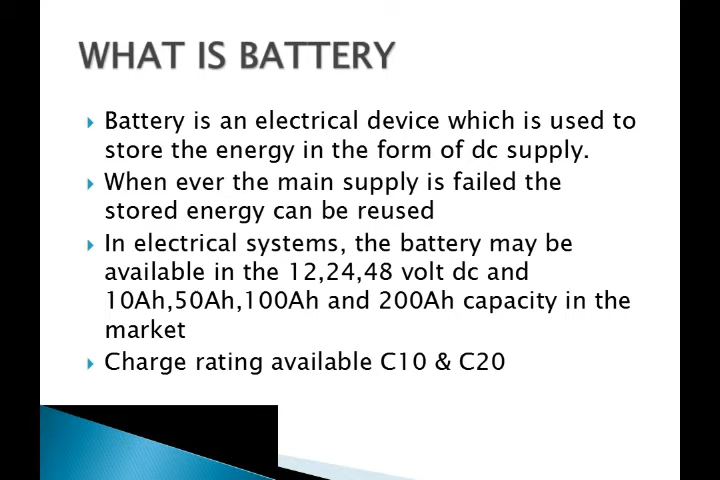 WHAT IS BATTERY
Battery is an electrical device which is used to
store the energy in the form of dc supply.
When ever the main supply is failed the
stored energy can be reused
In electrical systems, the battery may be
available in the 12,24,48 volt dc and
10Ah,50Ah,100Ah and 200Ah capacity in the
market
Charge rating available C10 & C20